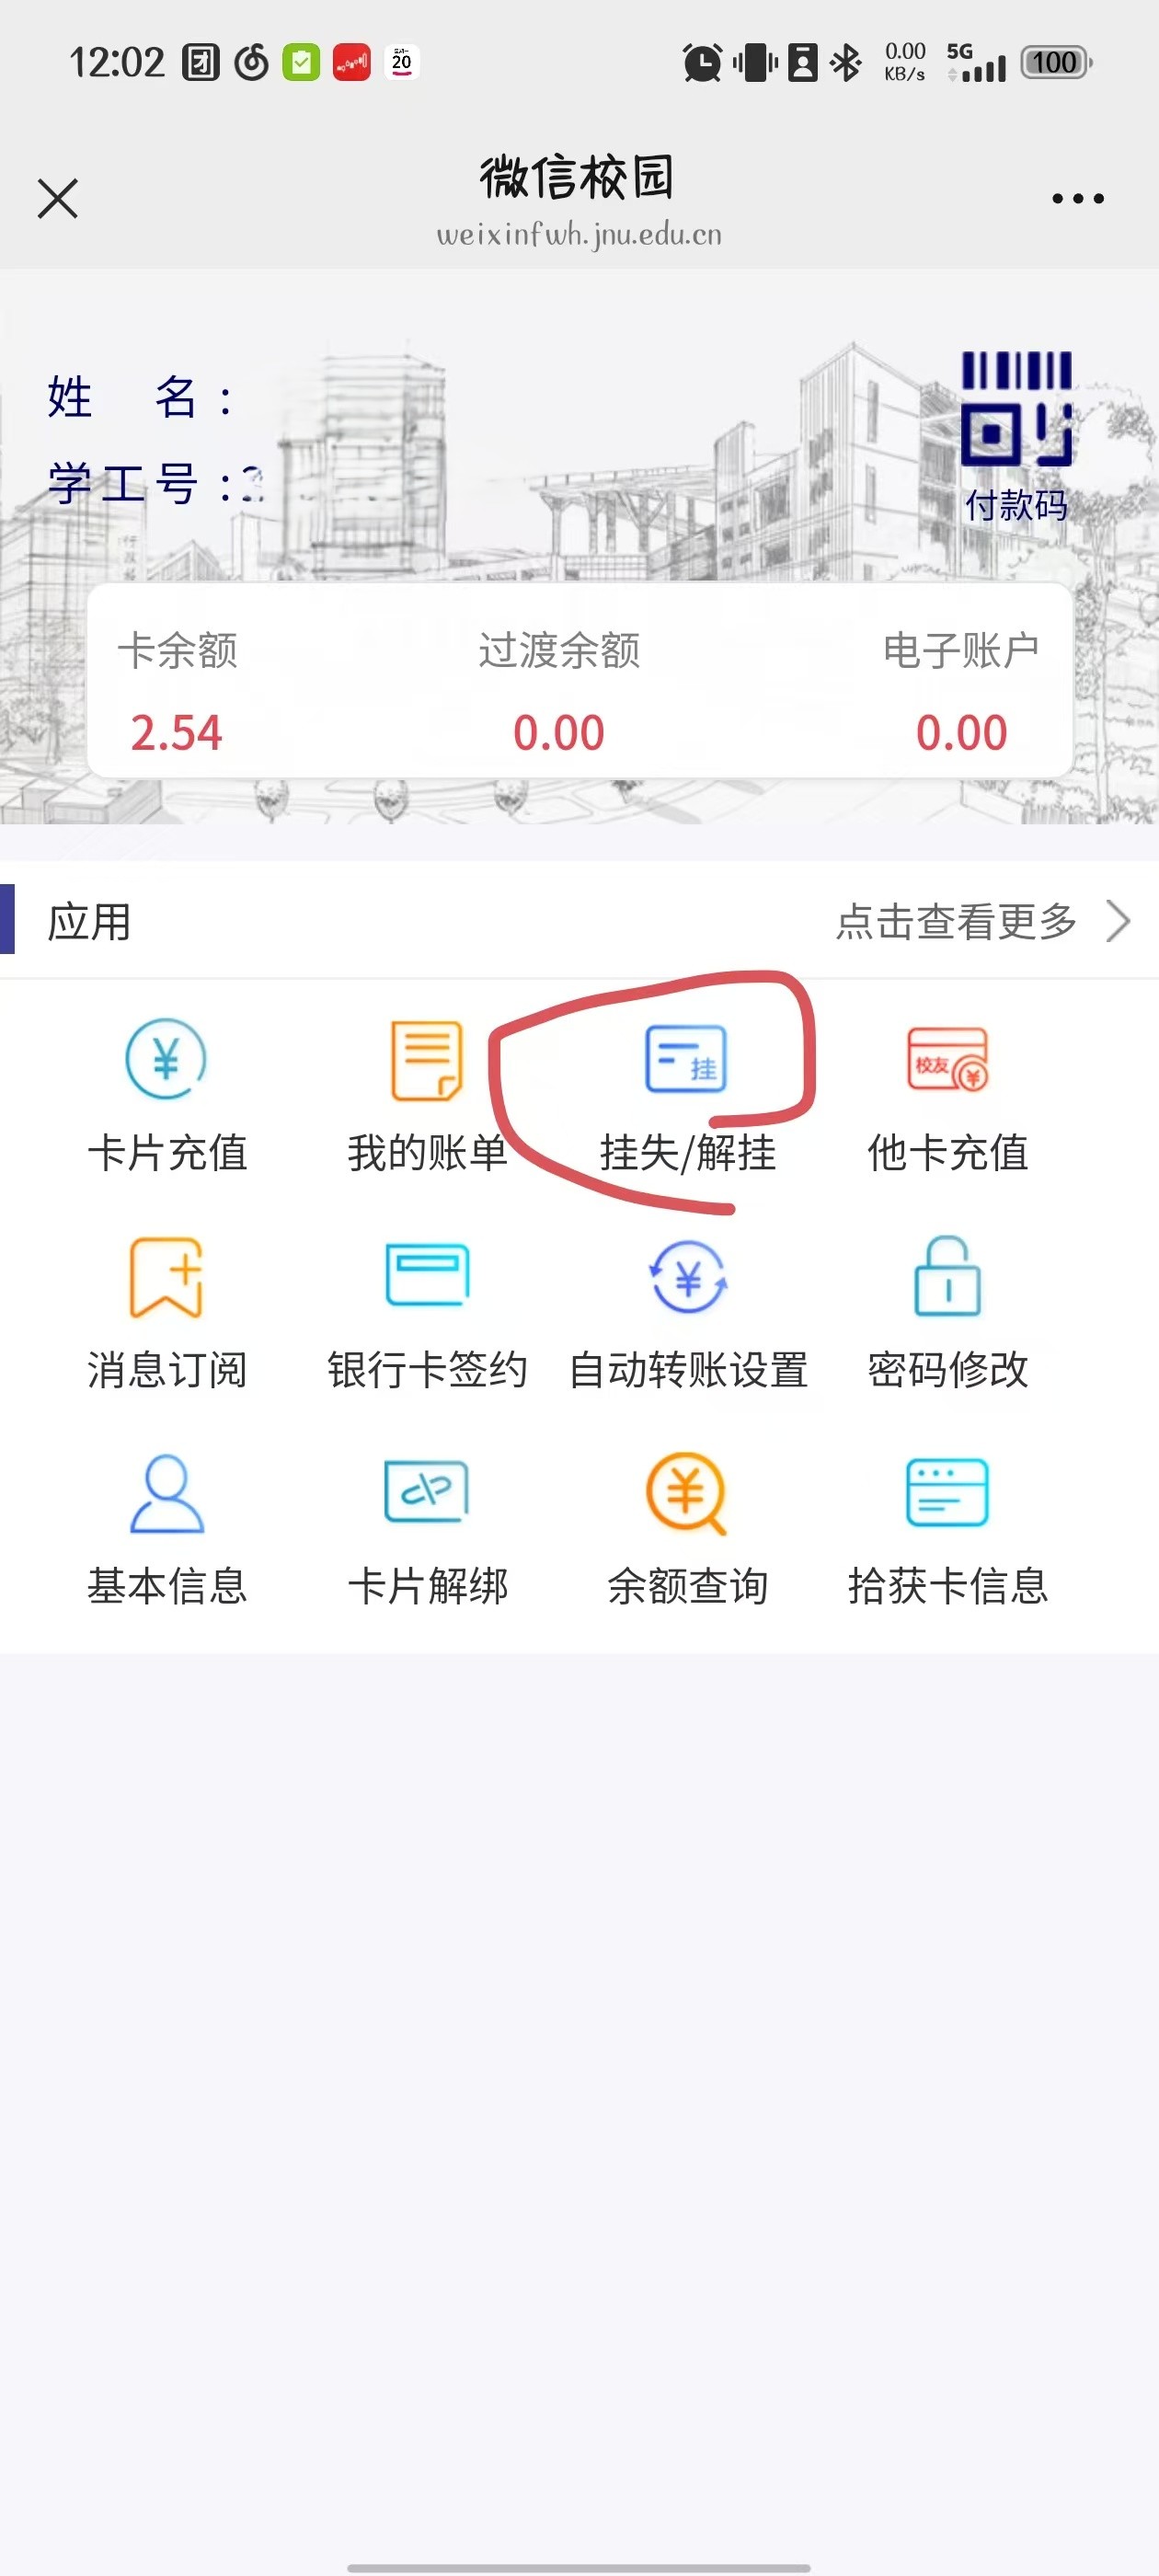 12:02
20
0.00 KB/s
5G
100
微信校园
weixinfwh.jnu.edu.cn
姓 名：
学工号：
付款码
卡余额 过渡余额 电子账户
2.54 0.00 0.00
应用 点击查看更多
挂 校友
卡片充值 我的账单 挂失/解挂 他卡充值
消息订阅 银行卡签约 自动转账设置 密码修改
基本信息 卡片解绑 余额查询 拾获卡信息